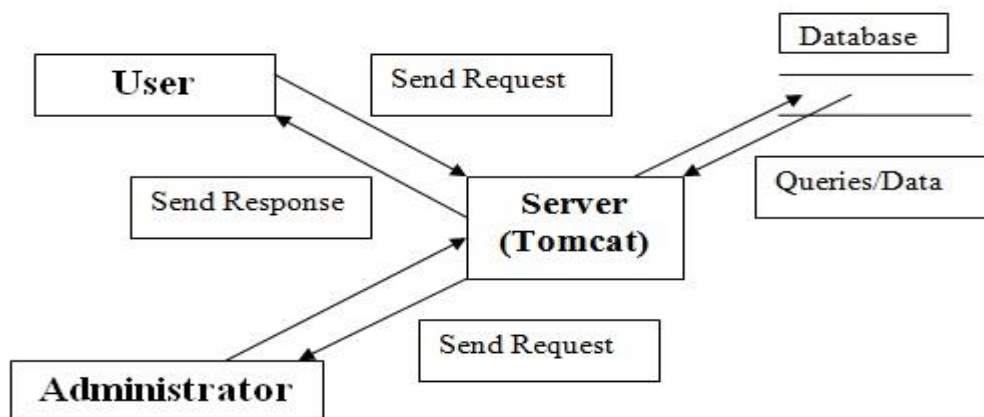 Database
User
Send Request
Send Response
Queries/Data
Server
(Tomcat)
Send Request
Administrator